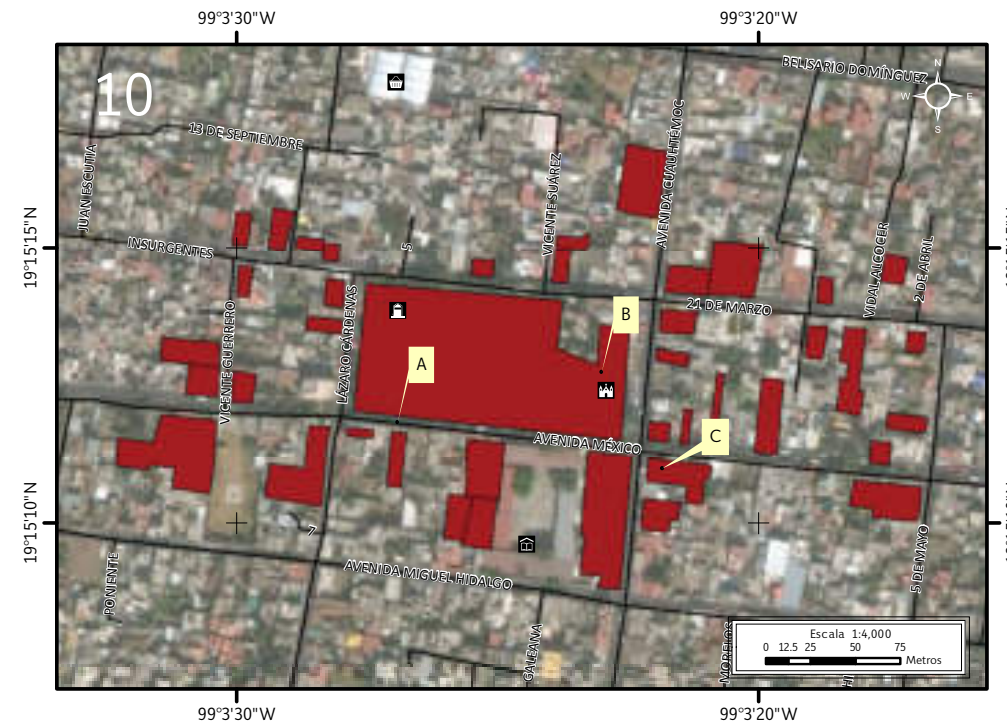 99°3'30"W
99°3'20"W
10
BELISARIO DOMÍNGUEZ
N
W
E
S
13 DE SEPTIEMBRE
JUAN ESCUTIA
VICENTE SUÁREZ
AVENIDA CUAUHTÉMOC
VIDAL ALCOCER
2 DE ABRIL
19°15'15"N
INSURGENTES
5
21 DE MARZO
VICENTE GUERRERO
LÁZARO CÁRDENAS
B
A
C
AVENIDA MÉXICO
19°15'10"N
7
PONIENTE
AVENIDA MIGUEL HIDALGO
5 DE MAYO
GALEANA
MORELOS
Escala 1:4,000
0 12.5 25 50 75
Metros
HI
99°3'30"W
99°3'20"W